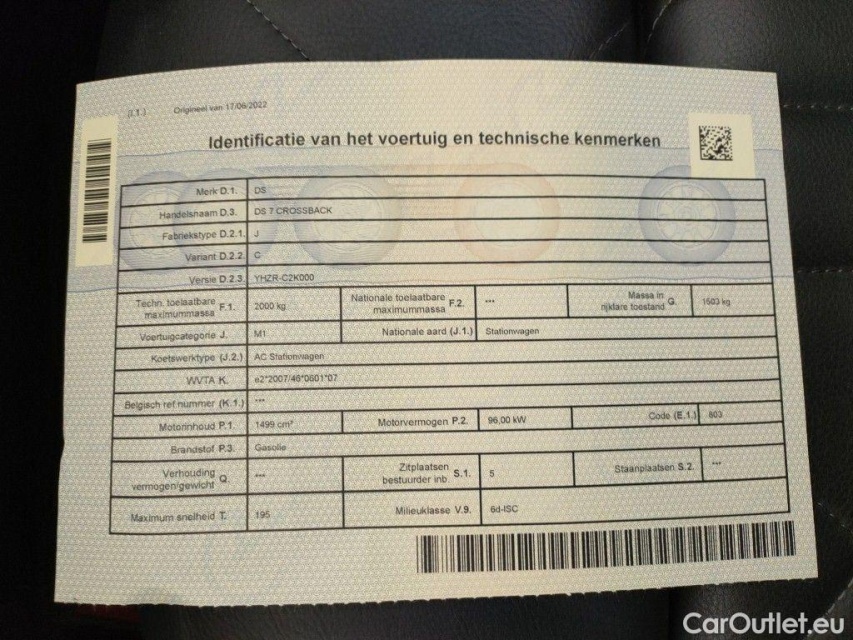 (I.1.) Origineel van 17/06/2022
Identificatie van het voertuig en technische kenmerken
Merk D.1. DS
Handelsnaam D.3. DS 7 CROSSBACK
Fabriekstype D.2.1. J
Variant D.2.2. C
Versie D.2.3. YHZR-C2K000
Techn. toelaatbare maximummassa F.1. 2000 kg Nationale toelaatbare maximummassa F.2. *** Massa in rijklare toestand G. 1503 kg
Voertuigcategorie J. M1 Nationale aard (J.1.) Stationwagen
Koetswerktype (J.2.) AC Stationwagen
WVTA K. e2*2007/46*0601*07
Belgisch ref nummer (K.1.) ***
Motorinhoud P.1. 1499 cm³ Motorvermogen P.2. 96,00 kW Code (E.1.) 803
Brandstof P.3. Gasolie
Verhouding vermogen/gewicht Q. *** Zitplaatsen bestuurder inb. S.1. 5 Staanplaatsen S.2. ***
Maximum snelheid T. 195 Milieuklasse V.9. 6d-ISC
CarOutlet.eu